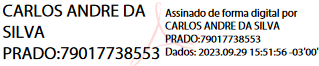 CARLOS ANDRE DA
SILVA
PRADO:79017738553
Assinado de forma digital por
CARLOS ANDRE DA SILVA
PRADO:79017738553
Dados: 2023.09.29 15:51:56 -03'00'